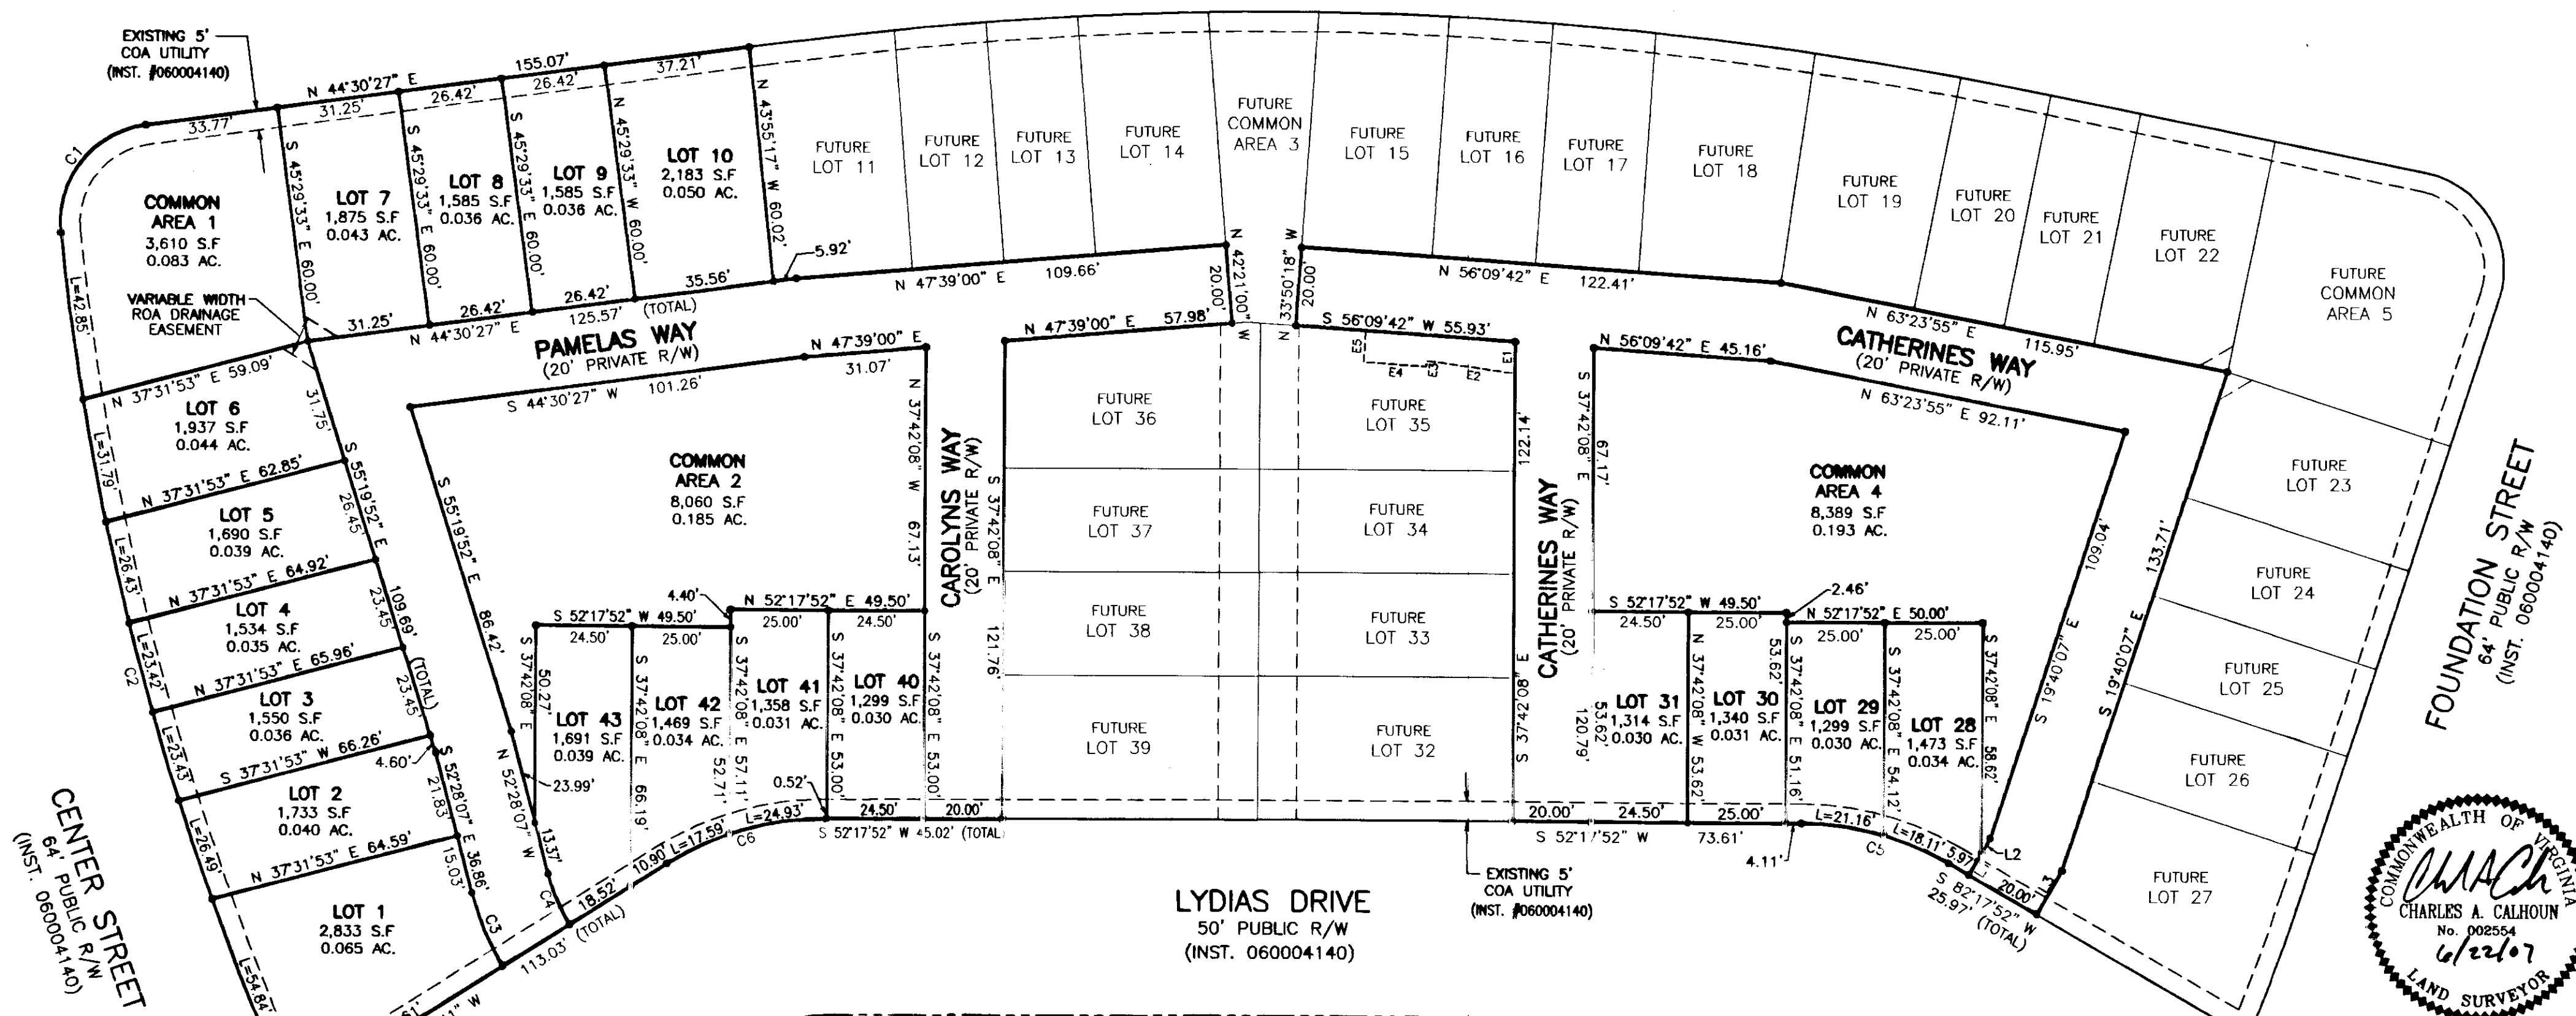 EXISTING 5'
COA UTILITY
(INST. #060004140)
N 44°30'27" E
155.07'
33.77'
31.25'
26.42'
26.42'
37.21'
C1
S 45°29'33" E 60.00'
S 45°29'33" E 60.00'
S 45°29'33" E 60.00'
N 45°29'33" W 60.00'
N 43°55'17" W 60.02'
COMMON
AREA 1
3,610 S.F
0.083 AC.
LOT 7
1,875 S.F
0.043 AC.
LOT 8
1,585 S.F
0.036 AC.
LOT 9
1,585 S.F
0.036 AC.
LOT 10
2,183 S.F
0.050 AC.
FUTURE
LOT 11
FUTURE
LOT 12
FUTURE
LOT 13
FUTURE
LOT 14
FUTURE
COMMON
AREA 3
FUTURE
LOT 15
FUTURE
LOT 16
FUTURE
LOT 17
FUTURE
LOT 18
FUTURE
LOT 19
FUTURE
LOT 20
FUTURE
LOT 21
FUTURE
LOT 22
FUTURE
COMMON
AREA 5
L=42.85'
VARIABLE WIDTH
ROA DRAINAGE
EASEMENT
31.25'
26.42'
26.42'
35.56'
5.92'
N 44°30'27" E
125.57'
(TOTAL)
N 47°39'00" E
109.66'
N 42°21'00" W
20.00'
N 33°50'18" W
20.00'
N 56°09'42" E
122.41'
N 63°23'55" E
115.95'
PAMELAS WAY
(20' PRIVATE R/W)
CATHERINES WAY
(20' PRIVATE R/W)
N 47°39'00" E
31.07'
S 44°30'27" W
101.26'
N 47°39'00" E
57.98'
S 56°09'42" W 55.93'
E5
E4
E3
E2
E1
N 56°09'42" E 45.16'
N 63°23'55" E 92.11'
N 37°31'53" E 59.09'
LOT 6
1,937 S.F
0.044 AC.
L=31.79'
31.75'
N 37°31'53" E 62.85'
LOT 5
1,690 S.F
0.039 AC.
L=26.43'
S 55°19'52" E
26.45'
N 37°31'53" E 64.92'
LOT 4
1,534 S.F
0.035 AC.
L=23.42'
C2
109.69'
(TOTAL)
23.45'
N 37°31'53" E 65.96'
LOT 3
1,550 S.F
0.036 AC.
L=23.43'
23.45'
S 37°31'53" W 66.26'
4.60'
LOT 2
1,733 S.F
0.040 AC.
L=26.49'
S 52°28'07" E 36.86'
21.83'
N 37°31'53" E 64.59'
15.03'
LOT 1
2,833 S.F
0.065 AC.
L=54.84'
C3
CENTER STREET
64' PUBLIC R/W
(INST. 060004140)
COMMON
AREA 2
8,060 S.F
0.185 AC.
S 55°19'52" E
86.42'
N 37°42'08" W
67.13'
CAROLYNS WAY
(20' PRIVATE R/W)
S 37°42'08" E
121.76'
4.40'
S 52°17'52" W 49.50'
24.50'
25.00'
N 52°17'52" E 49.50'
25.00'
24.50'
S 37°42'08" E
50.27'
LOT 43
1,691 S.F
0.039 AC.
S 37°42'08" E 66.19'
LOT 42
1,469 S.F
0.034 AC.
52.71'
S 37°42'08" E 57.11'
LOT 41
1,358 S.F
0.031 AC.
S 37°42'08" E 53.00'
LOT 40
1,299 S.F
0.030 AC.
S 37°42'08" E 53.00'
N 52°28'07" W
23.99'
13.37'
C4
0.52'
18.52'
10.90'
L=17.59'
C6
L=24.93'
24.50'
20.00'
S 52°17'52" W 45.02' (TOTAL)
113.03' (TOTAL)
FUTURE
LOT 36
FUTURE
LOT 37
FUTURE
LOT 38
FUTURE
LOT 39
FUTURE
LOT 35
FUTURE
LOT 34
FUTURE
LOT 33
FUTURE
LOT 32
122.14'
S 37°42'08" E
CATHERINES WAY
(20' PRIVATE R/W)
S 37°42'08" E
67.17'
120.79'
COMMON
AREA 4
8,389 S.F
0.193 AC.
2.46'
S 52°17'52" W 49.50'
24.50'
25.00'
N 52°17'52" E 50.00'
25.00'
25.00'
53.62'
LOT 31
1,314 S.F
0.030 AC.
N 37°42'08" W 53.62'
LOT 30
1,340 S.F
0.031 AC.
53.62'
S 37°42'08" E 51.16'
LOT 29
1,299 S.F
0.030 AC.
S 37°42'08" E 54.12'
LOT 28
1,473 S.F
0.034 AC.
S 37°42'08" E 58.62'
109.04'
S 19°40'07" E
133.71'
S 19°40'07" E
20.00'
24.50'
25.00'
S 52°17'52" W
73.61'
4.11'
L=21.16'
C5
L=18.11'
5.97'
L2
20.00'
L3
S 82°17'52" W
25.97' (TOTAL)
EXISTING 5'
COA UTILITY
(INST. #060004140)
LYDIAS DRIVE
50' PUBLIC R/W
(INST. 060004140)
FUTURE
LOT 23
FUTURE
LOT 24
FUTURE
LOT 25
FUTURE
LOT 26
FUTURE
LOT 27
FOUNDATION STREET
64' PUBLIC R/W
(INST. 060004140)
COMMONWEALTH OF VIRGINIA
CHARLES A. CALHOUN
No. 002554
6/22/07
LAND SURVEYOR